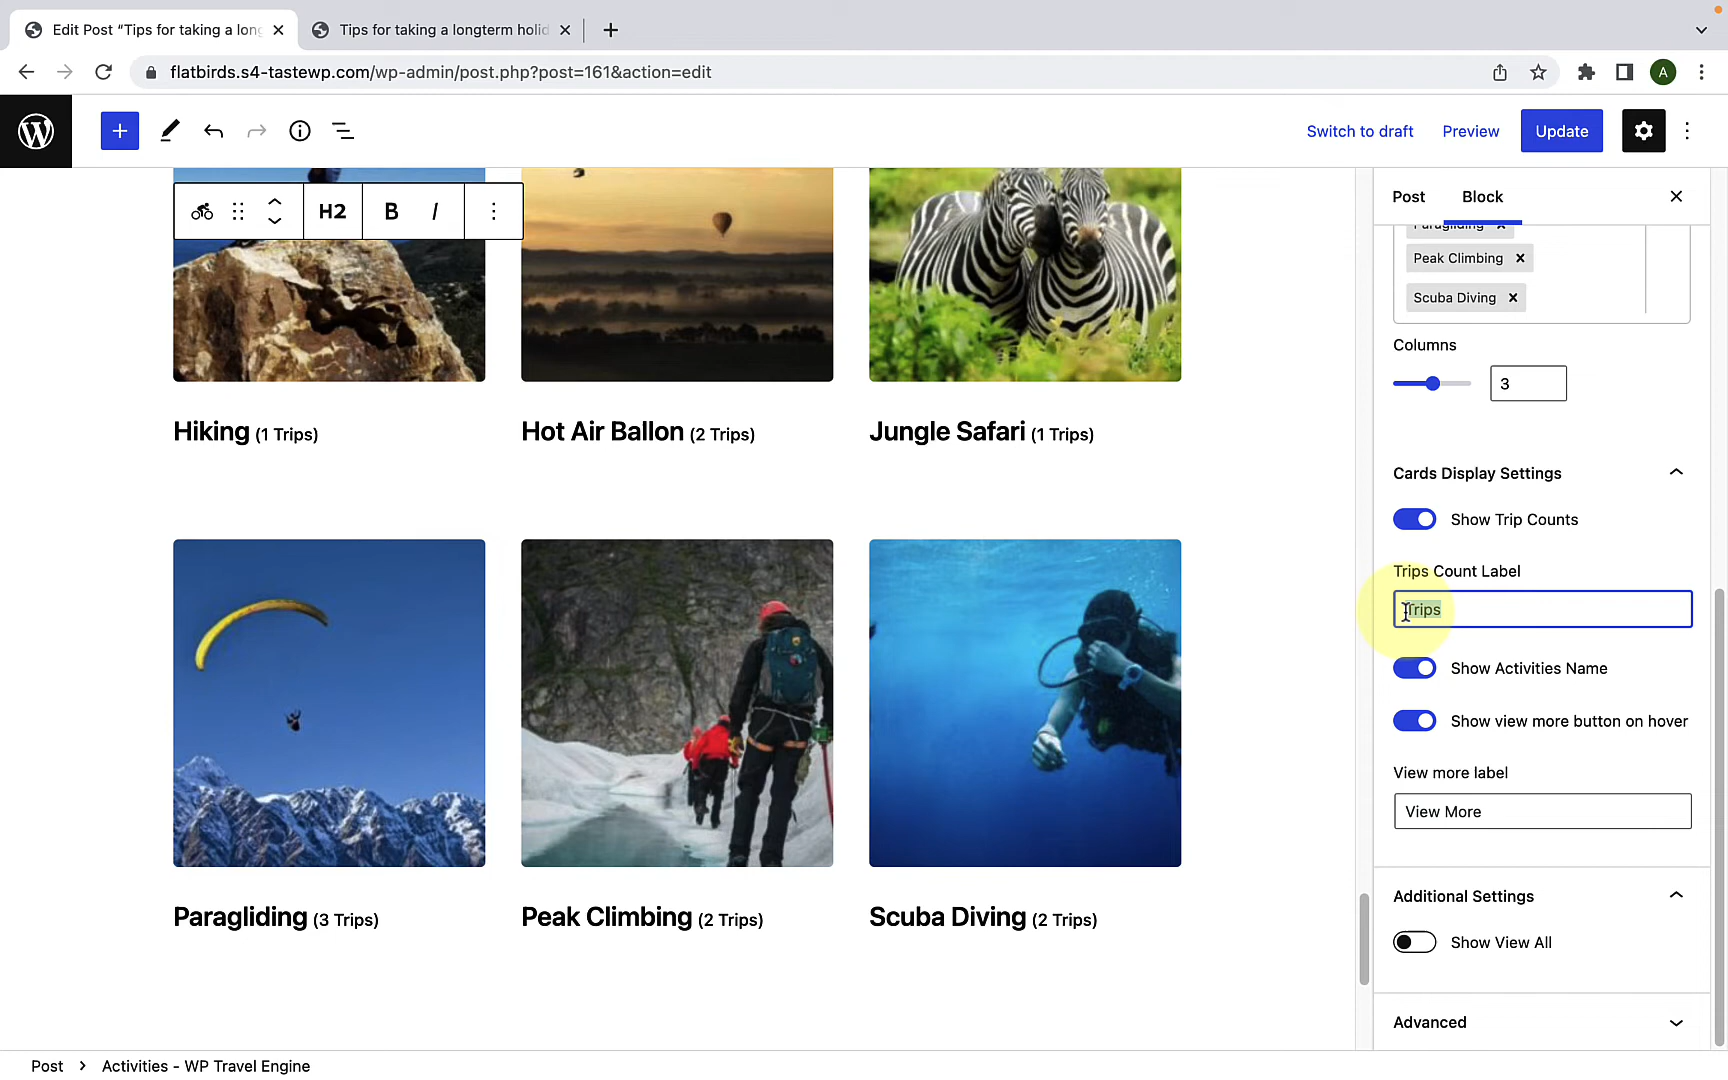 Edit Post “Tips for taking a long
Tips for taking a longterm holid
flatbirds.s4-tastewp.com/wp-admin/post.php?post=161&action=edit
A
Switch to draft
Preview
Update
H2
B
I
Post
Block
Paragliding
Peak Climbing
Scuba Diving
Columns
3
Hiking (1 Trips)
Hot Air Ballon (2 Trips)
Jungle Safari (1 Trips)
Cards Display Settings
Show Trip Counts
Trips Count Label
Trips
Show Activities Name
Show view more button on hover
View more label
View More
Paragliding (3 Trips)
Peak Climbing (2 Trips)
Scuba Diving (2 Trips)
Additional Settings
Show View All
Advanced
Post > Activities - WP Travel Engine